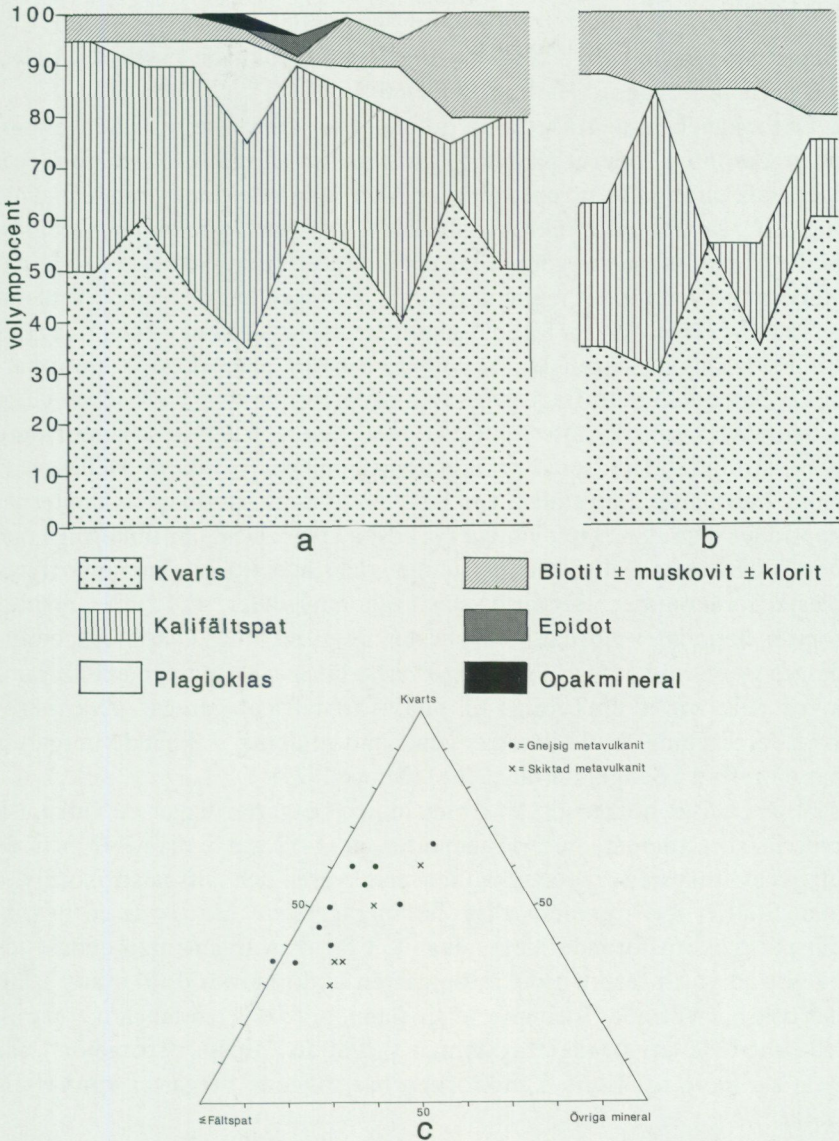 100
90
80
70
60
50
40
30
20
10
0
volymprocent
a
b
Kvarts
Kalifältspat
Plagioklas
Biotit ± muskovit ± klorit
Epidot
Opakmineral
Kvarts
• = Gnejsig metavulkanit
× = Skiktad metavulkanit
50
50
50
Fältspat
Övriga mineral
C